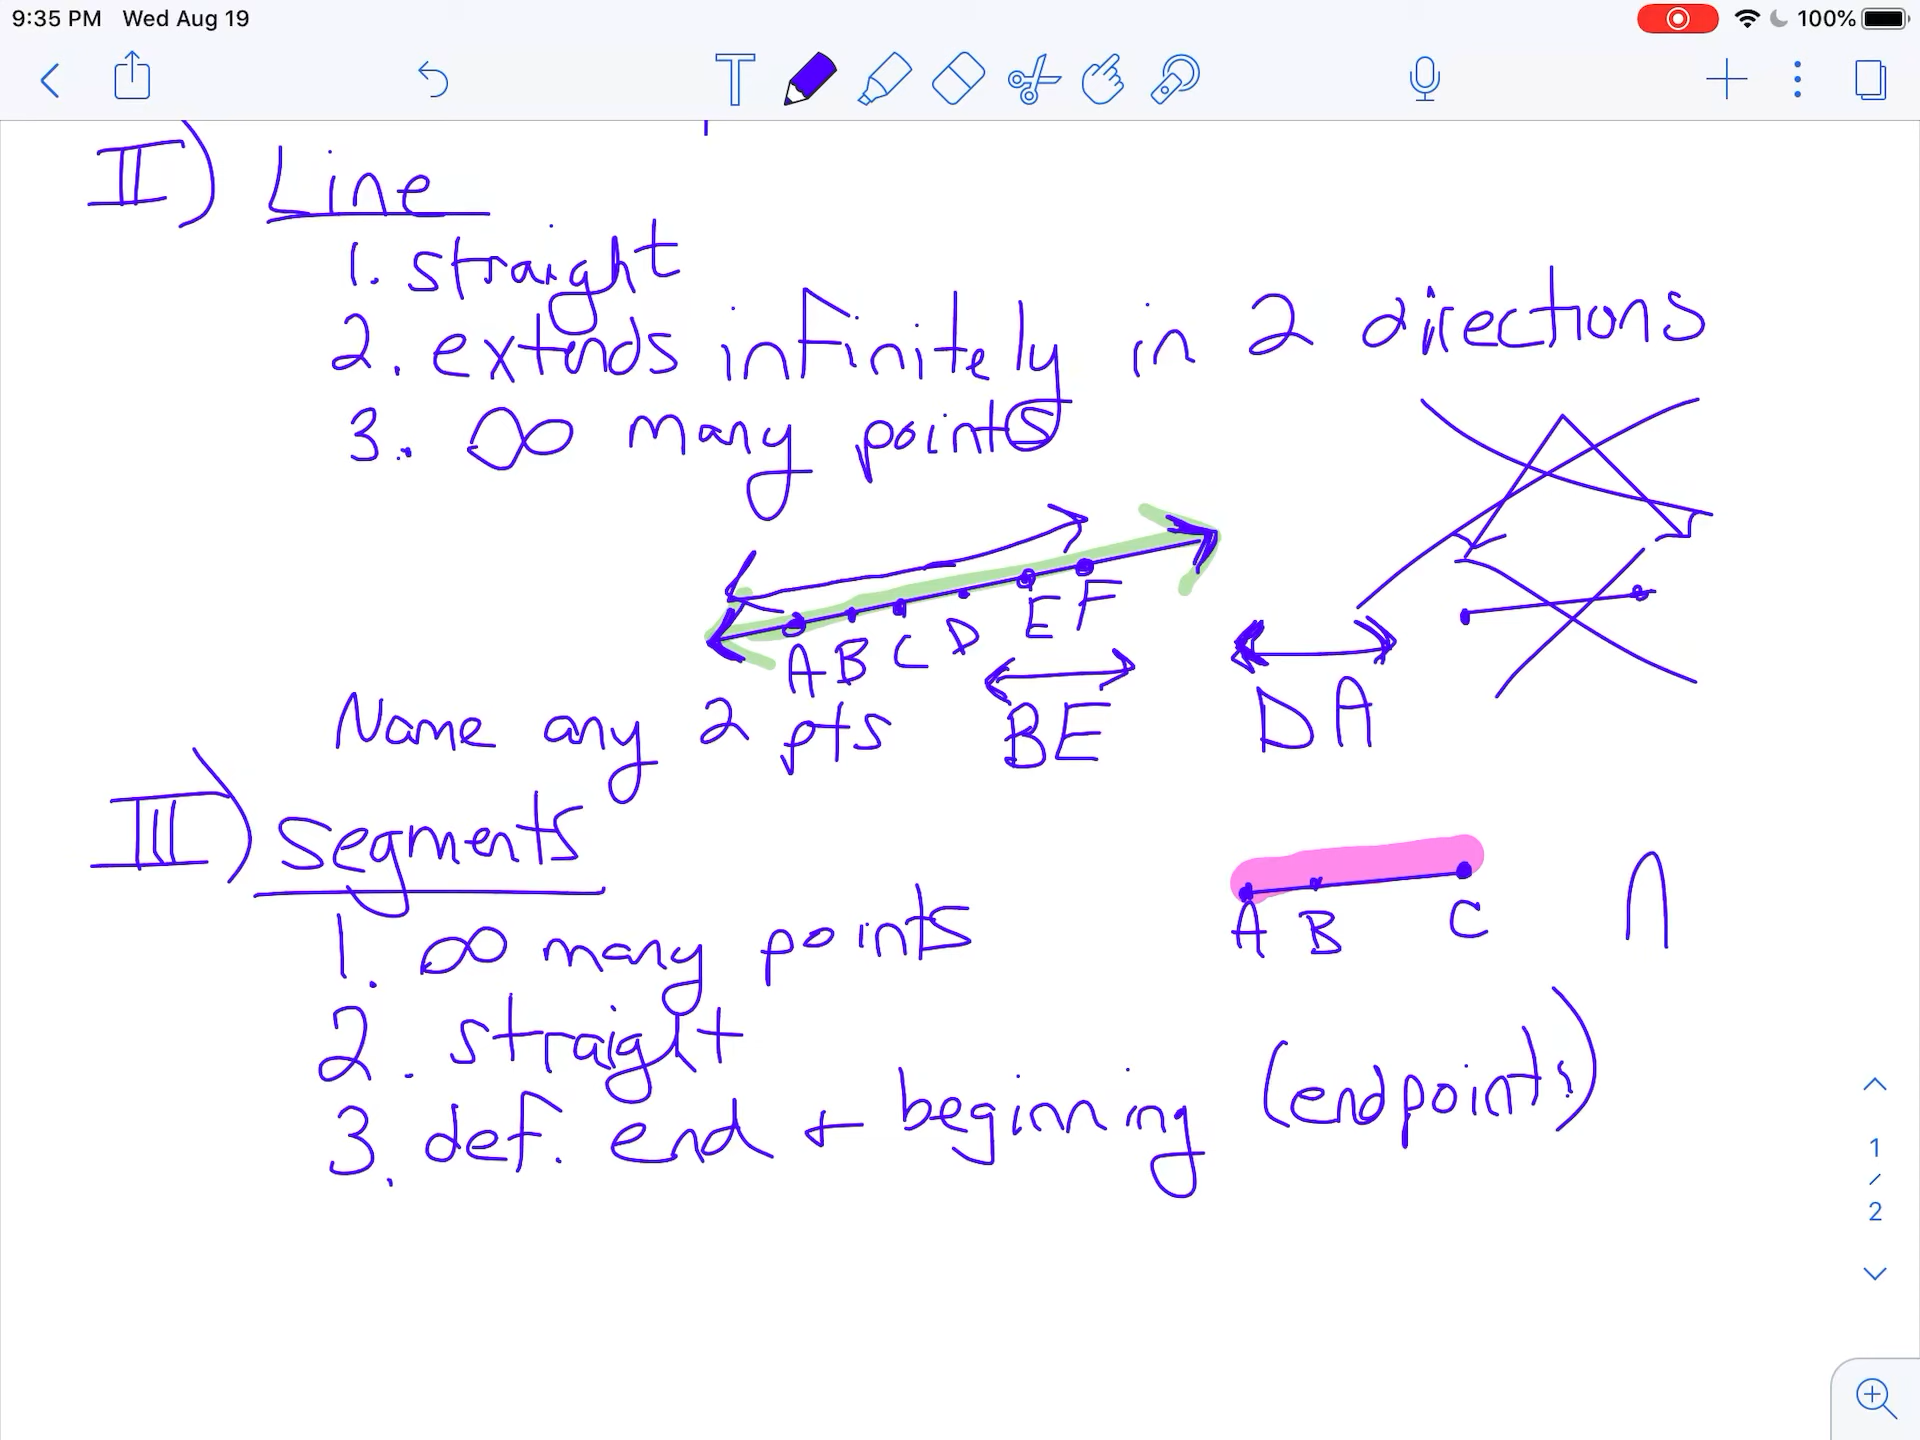 9:35 PM Wed Aug 19
100%
T
II) Line
1. straight
2. extends infinitely in 2 directions
3. ∞ many points
A B C D E F
Name any 2 pts BE DA
III) segments
A B C
1. ∞ many points
2. straight
3. def. end + beginning (endpoints)
1
/
2